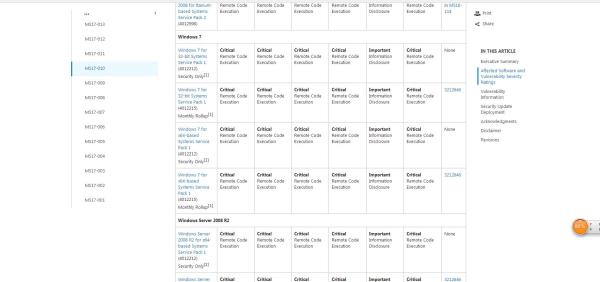 MS17-013
MS17-012
MS17-011
MS17-010
MS17-009
MS17-008
MS17-007
MS17-006
MS17-005
MS17-004
MS17-003
MS17-002
MS17-001
2008 for Itanium-
based Systems
Service Pack 2
(4012598)
Remote Code
Execution
Remote Code
Execution
Remote Code
Execution
Remote Code
Execution
Information
Disclosure
Remote Code
Execution
in MS16-
114
Windows 7
Windows 7 for
32-bit Systems
Service Pack 1
(4012212)
Security Only[1]
Critical
Remote Code
Execution
Critical
Remote Code
Execution
Critical
Remote Code
Execution
Critical
Remote Code
Execution
Important
Information
Disclosure
Critical
Remote Code
Execution
None
Windows 7 for
32-bit Systems
Service Pack 1
(4012215)
Monthly Rollup[1]
Critical
Remote Code
Execution
Critical
Remote Code
Execution
Critical
Remote Code
Execution
Critical
Remote Code
Execution
Important
Information
Disclosure
Critical
Remote Code
Execution
3212646
Windows 7 for
x64-based
Systems Service
Pack 1
(4012212)
Security Only[1]
Critical
Remote Code
Execution
Critical
Remote Code
Execution
Critical
Remote Code
Execution
Critical
Remote Code
Execution
Important
Information
Disclosure
Critical
Remote Code
Execution
None
Windows 7 for
x64-based
Systems Service
Pack 1
(4012215)
Monthly Rollup[1]
Critical
Remote Code
Execution
Critical
Remote Code
Execution
Critical
Remote Code
Execution
Critical
Remote Code
Execution
Important
Information
Disclosure
Critical
Remote Code
Execution
3212646
Windows Server 2008 R2
Windows Server
2008 R2 for x64-
based Systems
Service Pack 1
(4012212)
Security Only[1]
Critical
Remote Code
Execution
Critical
Remote Code
Execution
Critical
Remote Code
Execution
Critical
Remote Code
Execution
Important
Information
Disclosure
Critical
Remote Code
Execution
None
Windows Server
Critical
Critical
Critical
Critical
Important
Critical
3212646
Print
Share
IN THIS ARTICLE
Executive Summary
Affected Software and
Vulnerability Severity
Ratings
Vulnerability
Information
Security Update
Deployment
Acknowledgments
Disclaimer
Revisions